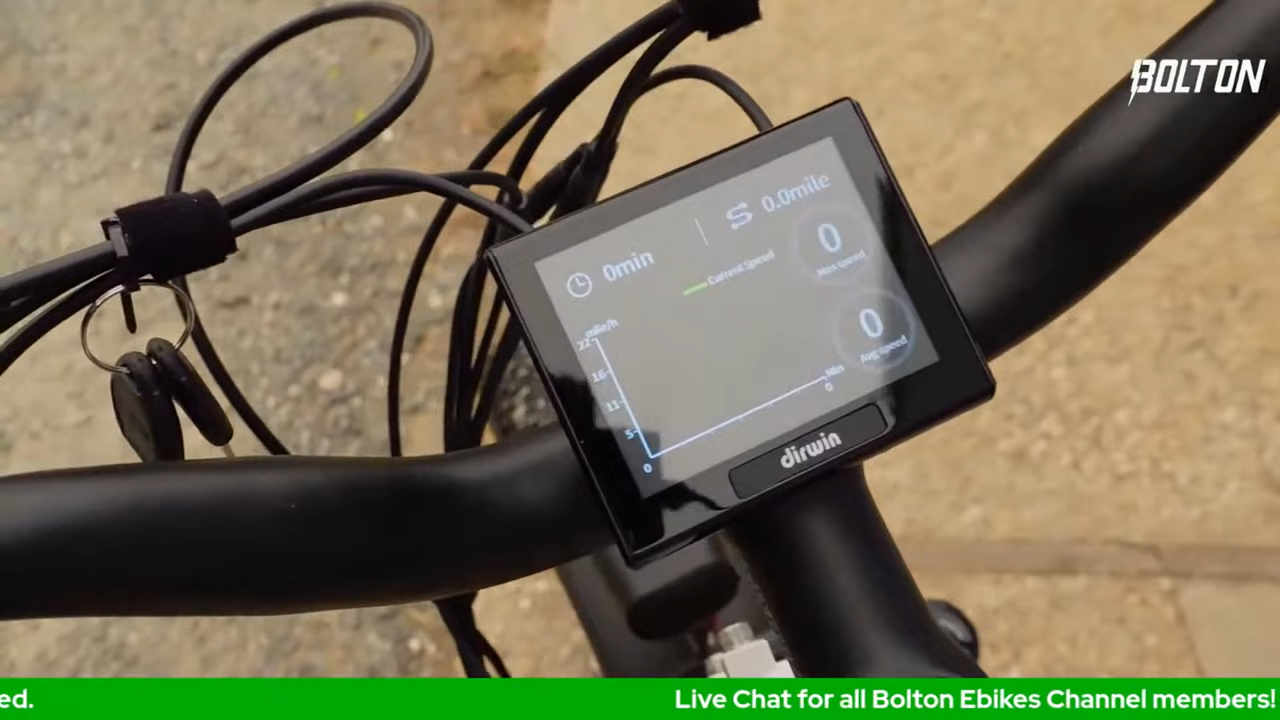 BOLTON
0.0mile
0min
Current Speed
0
Max speed
0
Avg speed
mile/h
22
16
11
5
0
Min
0
dirwin
ed.
Live Chat for all Bolton Ebikes Channel members!